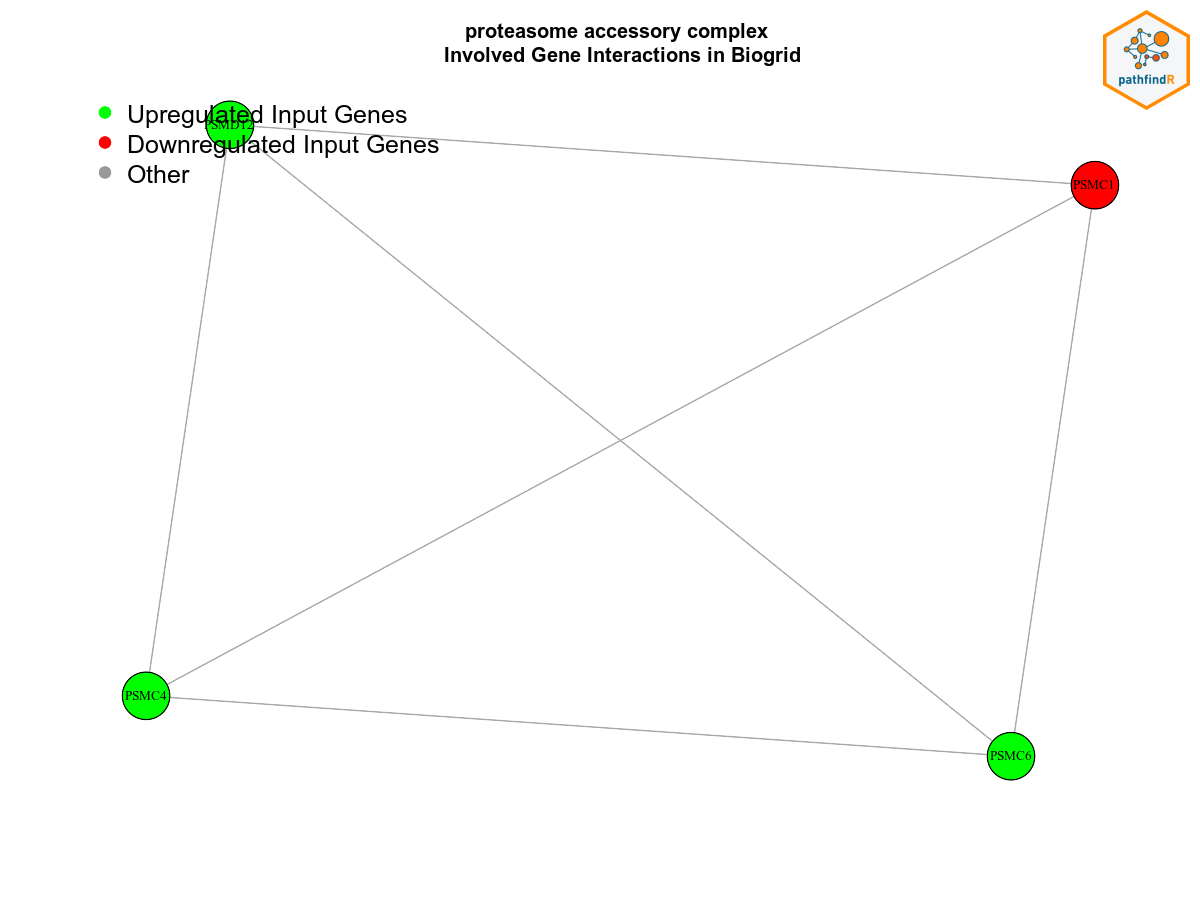 proteasome accessory complex
Involved Gene Interactions in Biogrid
pathfindR
Upregulated Input Genes
PSMD12
Downregulated Input Genes
Other
PSMC1
PSMC4
PSMC6